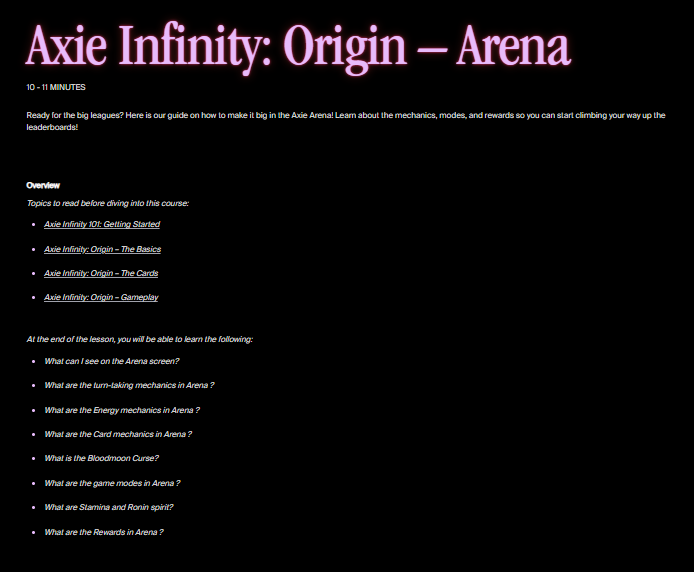 Axie Infinity: Origin – Arena
10 - 11 MINUTES
Ready for the big leagues? Here is our guide on how to make it big in the Axie Arena! Learn about the mechanics, modes, and rewards so you can start climbing your way up the
leaderboards!
Overview
Topics to read before diving into this course:
• Axie Infinity 101: Getting Started
• Axie Infinity: Origin – The Basics
• Axie Infinity: Origin – The Cards
• Axie Infinity: Origin – Gameplay
At the end of the lesson, you will be able to learn the following:
• What can I see on the Arena screen?
• What are the turn-taking mechanics in Arena ?
• What are the Energy mechanics in Arena ?
• What are the Card mechanics in Arena ?
• What is the Bloodmoon Curse?
• What are the game modes in Arena ?
• What are Stamina and Ronin spirit?
• What are the Rewards in Arena ?